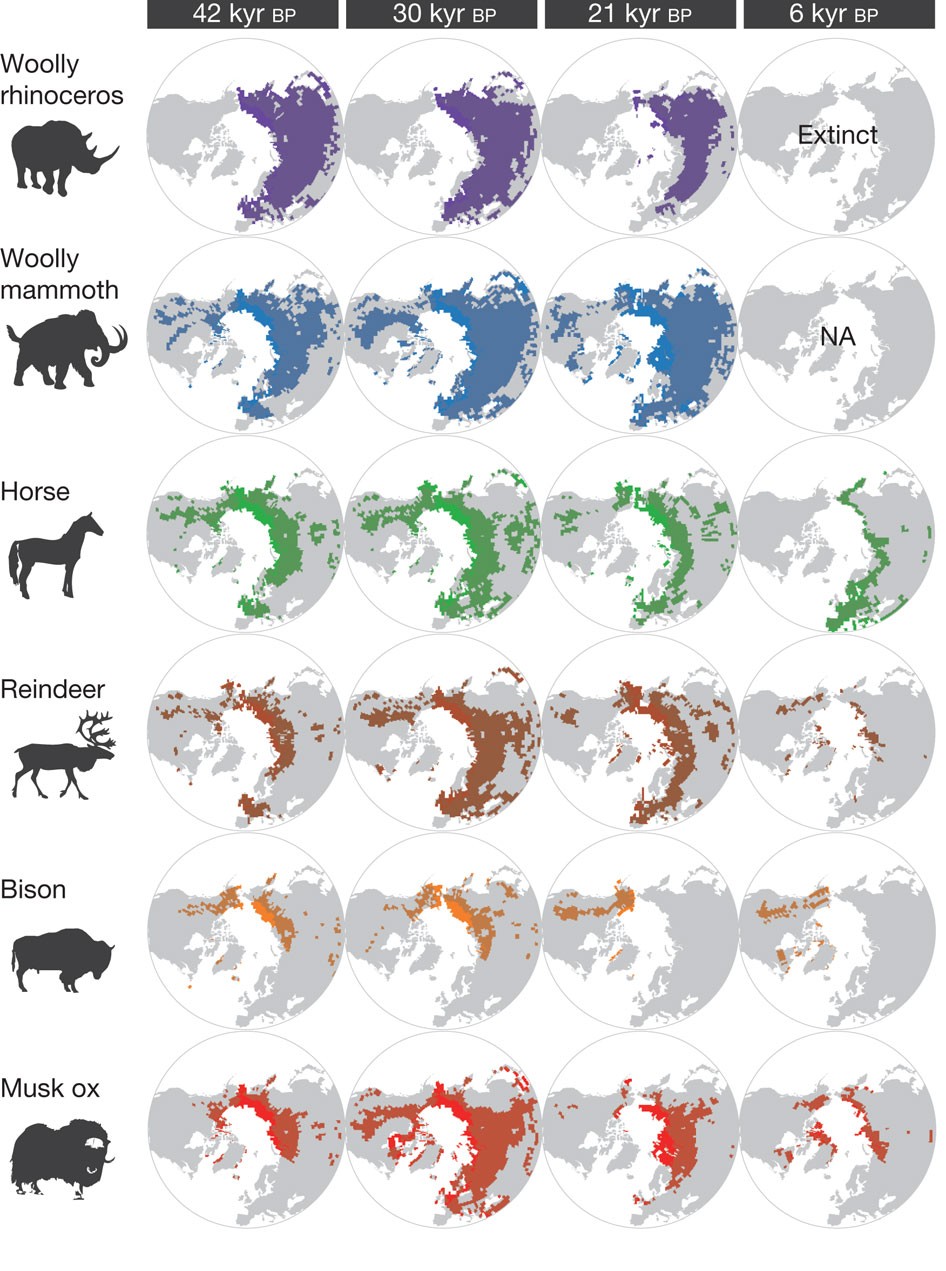 42 kyr BP
30 kyr BP
21 kyr BP
6 kyr BP
Woolly
rhinoceros
Extinct
Woolly
mammoth
NA
Horse
Reindeer
Bison
Musk ox